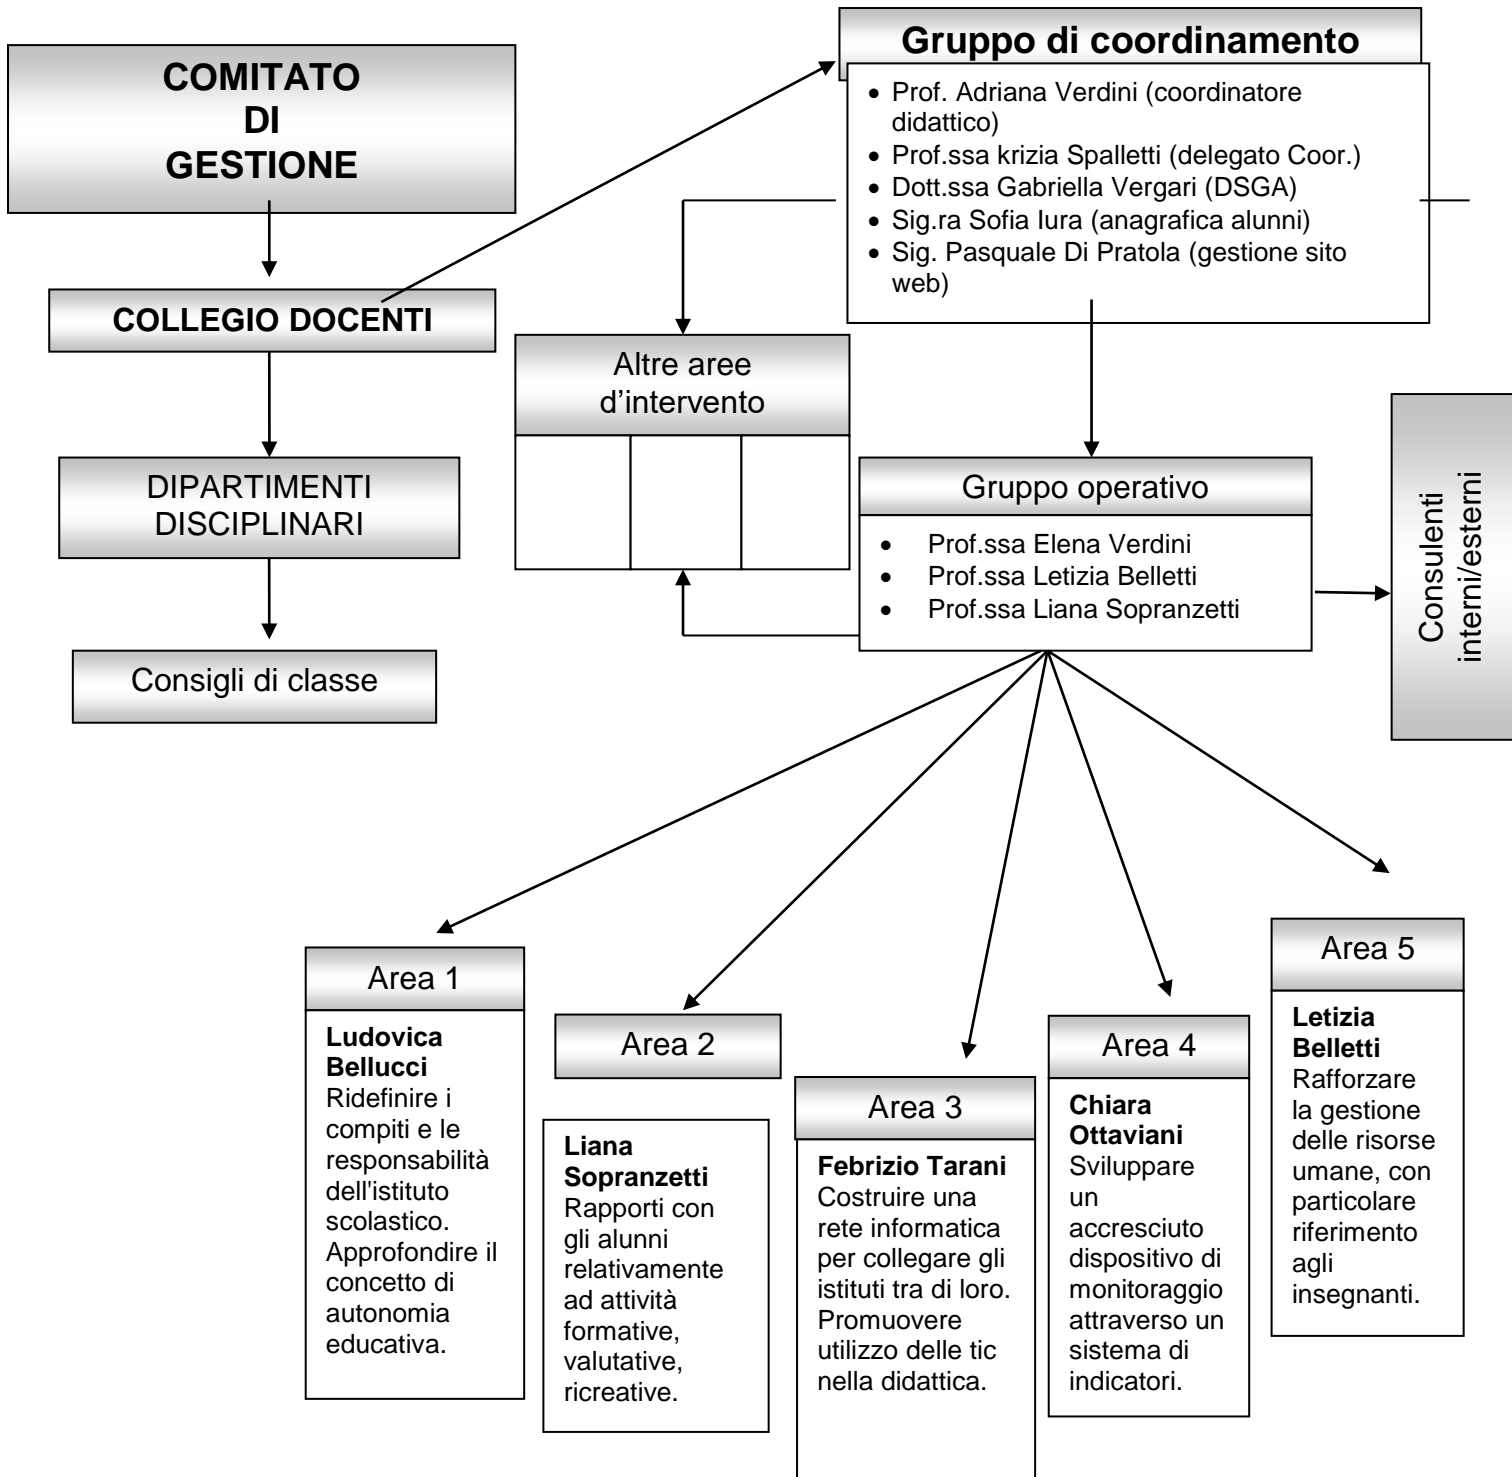 COMITATO
DI
GESTIONE
COLLEGIO DOCENTI
DIPARTIMENTI
DISCIPLINARI
Consigli di classe
Gruppo di coordinamento
• Prof. Adriana Verdini (coordinatore
didattico)
• Prof.ssa krizia Spalletti (delegato Coor.)
• Dott.ssa Gabriella Vergari (DSGA)
• Sig.ra Sofia Iura (anagrafica alunni)
• Sig. Pasquale Di Pratola (gestione sito
web)
Altre aree
d’intervento
Gruppo operativo
• Prof.ssa Elena Verdini
• Prof.ssa Letizia Belletti
• Prof.ssa Liana Sopranzetti
Consulenti
interni/esterni
Area 1
Ludovica
Bellucci
Ridefinire i
compiti e le
responsabilità
dell'istituto
scolastico.
Approfondire il
concetto di
autonomia
educativa.
Area 2
Liana
Sopranzetti
Rapporti con
gli alunni
relativamente
ad attività
formative,
valutative,
ricreative.
Area 3
Febrizio Tarani
Costruire una
rete informatica
per collegare gli
istituti tra di loro.
Promuovere
utilizzo delle tic
nella didattica.
Area 4
Chiara
Ottaviani
Sviluppare
un
accresciuto
dispositivo di
monitoraggio
attraverso un
sistema di
indicatori.
Area 5
Letizia
Belletti
Rafforzare
la gestione
delle risorse
umane, con
particolare
riferimento
agli
insegnanti.